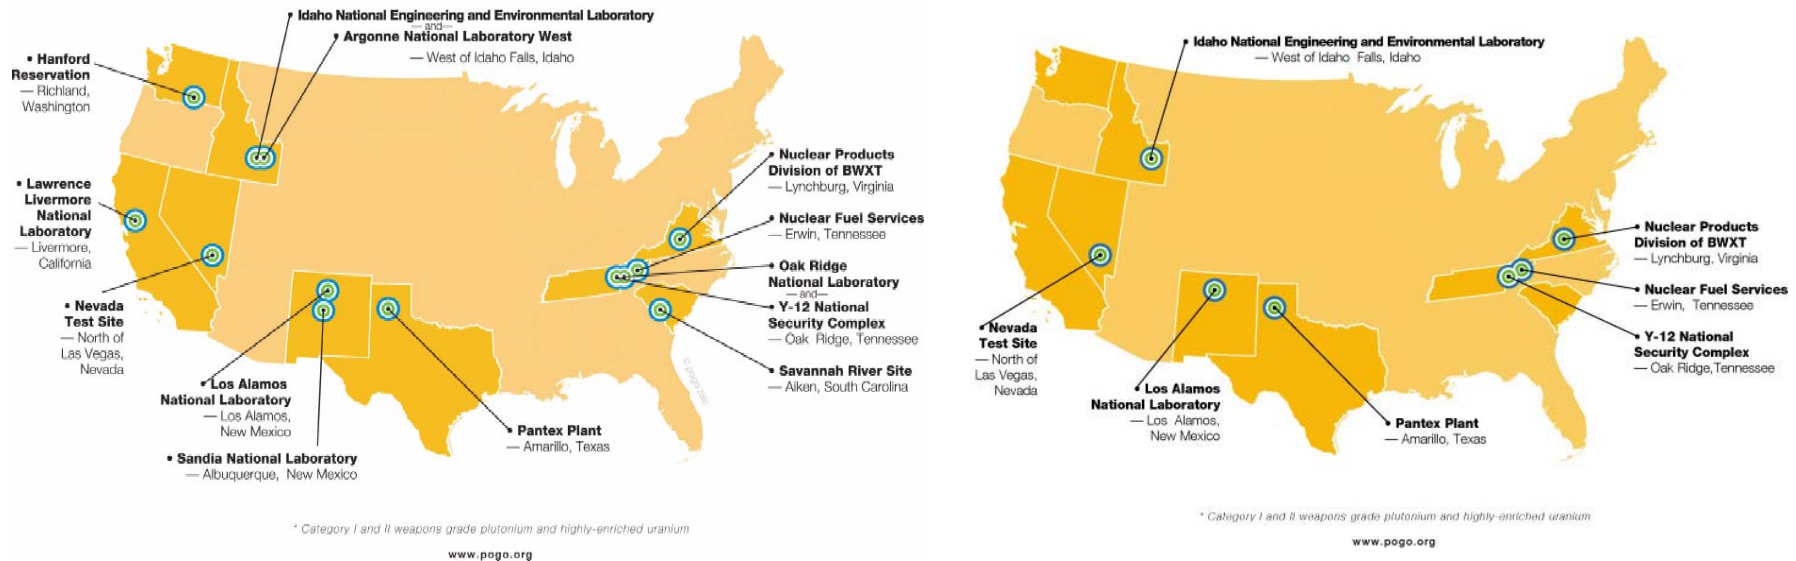 • Idaho National Engineering and Environmental Laboratory
— and—
• Argonne National Laboratory West
— West of Idaho Falls, Idaho
• Hanford
Reservation
— Richland,
Washington
• Lawrence
Livermore
National
Laboratory
— Livermore,
California
• Nevada
Test Site
— North of
Las Vegas,
Nevada
• Los Alamos
National Laboratory
— Los Alamos,
New Mexico
• Sandia National Laboratory
— Albuquerque, New Mexico
• Pantex Plant
— Amarillo, Texas
• Nuclear Products
Division of BWXT
— Lynchburg, Virginia
• Nuclear Fuel Services
— Erwin, Tennessee
• Oak Ridge
National Laboratory
— and—
• Y-12 National
Security Complex
— Oak Ridge, Tennessee
• Savannah River Site
— Aiken, South Carolina
* Category I and II weapons grade plutonium and highly-enriched uranium
www.pogo.org
• Idaho National Engineering and Environmental Laboratory
— West of Idaho Falls, Idaho
• Nevada
Test Site
— North of
Las Vegas,
Nevada
• Los Alamos
National Laboratory
— Los Alamos,
New Mexico
• Pantex Plant
— Amarillo, Texas
• Nuclear Products
Division of BWXT
— Lynchburg, Virginia
• Nuclear Fuel Services
— Erwin, Tennessee
• Y-12 National
Security Complex
— Oak Ridge, Tennessee
* Category I and II weapons grade plutonium and highly-enriched uranium
www.pogo.org
© pogo